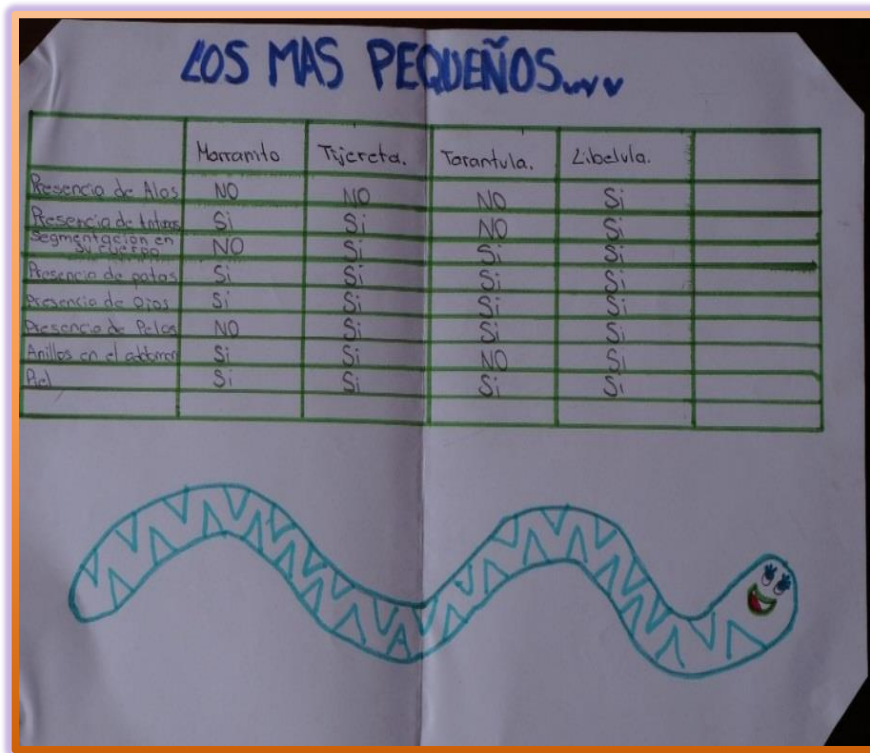 LOS MAS PEQUEÑOS...
Marranito Tijereta. Tarantula. Libelula.
Presencia de Alas NO NO NO Si
Presencia de Antenas Si Si NO Si
Segmentacion en
su cuerpo NO Si Si Si
Presencia de patas Si Si Si Si
Presencia de Ojos Si Si Si Si
Presencia de Pelos NO Si Si Si
Anillos en el addomen Si Si NO Si
Piel Si Si Si Si